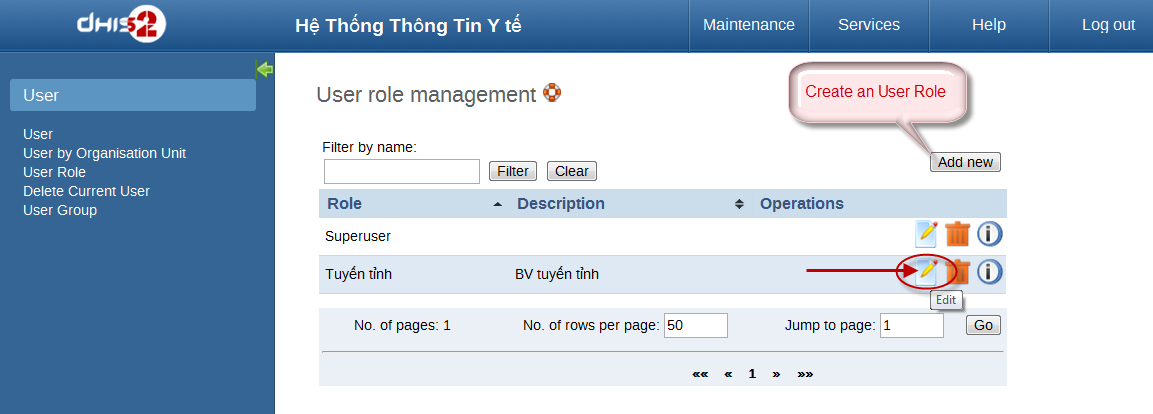 dhis2 Hệ Thống Thông Tin Y tế Maintenance Services Help Log out
User
User
User by Organisation Unit
User Role
Delete Current User
User Group
User role management
Create an User Role
Filter by name:
Filter Clear
Add new
Role Description Operations
Superuser
Tuyến tỉnh BV tuyến tỉnh
Edit
No. of pages: 1 No. of rows per page: 50 Jump to page: 1 Go
«« « 1 » »»